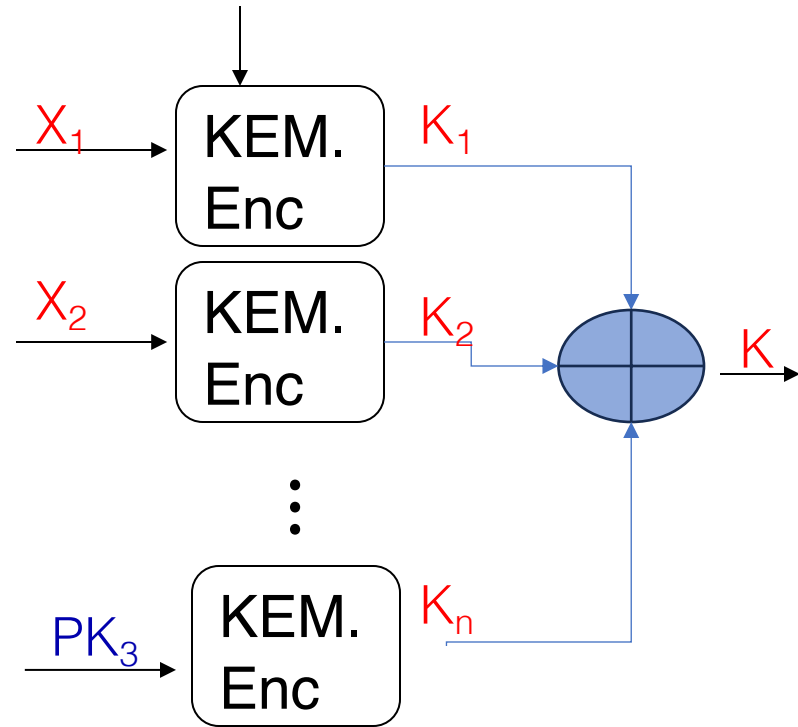 X₁
KEM.
Enc
K₁
X₂
KEM.
Enc
K₂
K
PK₃
KEM.
Enc
Kₙ